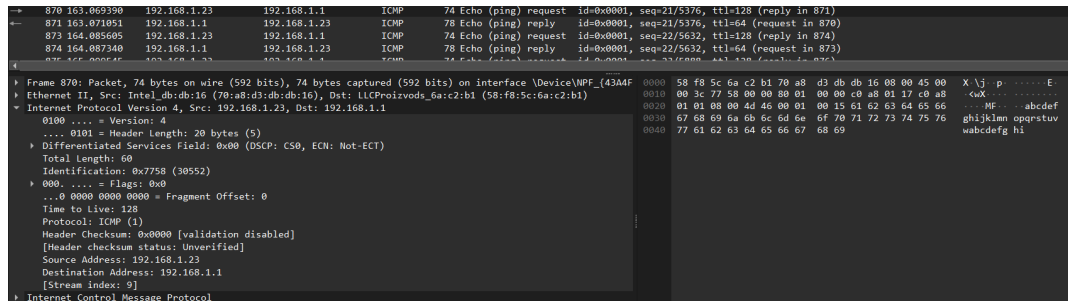 870 163.069390 192.168.1.23 192.168.1.1 ICMP 74 Echo (ping) request id=0x0001, seq=21/5376, ttl=128 (reply in 871)
871 163.071051 192.168.1.1 192.168.1.23 ICMP 78 Echo (ping) reply id=0x0001, seq=21/5376, ttl=64 (request in 870)
873 164.085605 192.168.1.23 192.168.1.1 ICMP 74 Echo (ping) request id=0x0001, seq=22/5632, ttl=128 (reply in 874)
874 164.087340 192.168.1.1 192.168.1.23 ICMP 78 Echo (ping) reply id=0x0001, seq=22/5632, ttl=64 (request in 873)
Frame 870: Packet, 74 bytes on wire (592 bits), 74 bytes captured (592 bits) on interface \Device\NPF_{43A4F
Ethernet II, Src: Intel_db:db:16 (70:a8:d3:db:db:16), Dst: LLCProizvods_6a:c2:b1 (58:f8:5c:6a:c2:b1)
Internet Protocol Version 4, Src: 192.168.1.23, Dst: 192.168.1.1
0100 .... = Version: 4
.... 0101 = Header Length: 20 bytes (5)
Differentiated Services Field: 0x00 (DSCP: CS0, ECN: Not-ECT)
Total Length: 60
Identification: 0x7758 (30552)
000. .... = Flags: 0x0
...0 0000 0000 0000 = Fragment Offset: 0
Time to Live: 128
Protocol: ICMP (1)
Header Checksum: 0x0000 [validation disabled]
[Header checksum status: Unverified]
Source Address: 192.168.1.23
Destination Address: 192.168.1.1
[Stream index: 9]
Internet Control Message Protocol
0000 58 f8 5c 6a c2 b1 70 a8 d3 db db 16 08 00 45 00 X·\j··p· ······E·
0010 00 3c 77 58 00 00 80 01 00 00 c0 a8 01 17 c0 a8 ·<wX···· ········
0020 01 01 08 00 4d 46 00 01 00 15 61 62 63 64 65 66 ····MF·· ··abcdef
0030 67 68 69 6a 6b 6c 6d 6e 6f 70 71 72 73 74 75 76 ghijklmn opqrstuv
0040 77 61 62 63 64 65 66 67 68 69 wabcdefg hi